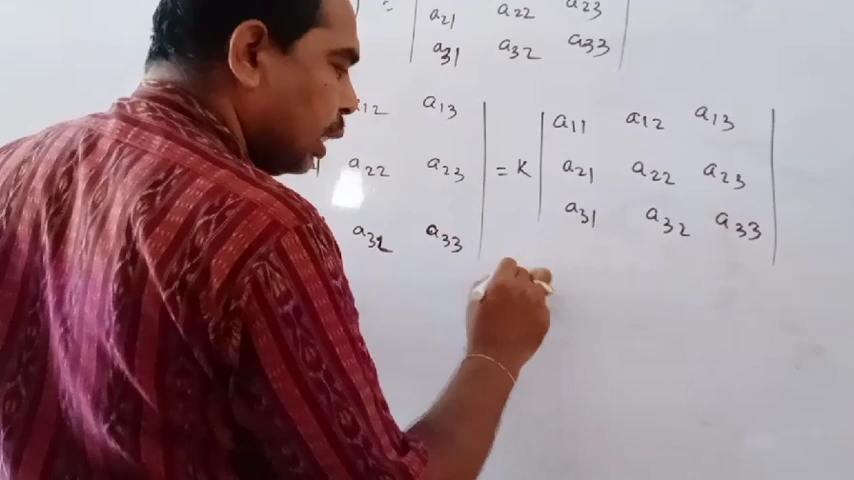 = | a21 a22 a23 |
a31 a32 a33
a12 a13 | = K | a11 a12 a13 |
a22 a23 a21 a22 a23
a32 a33 a31 a32 a33